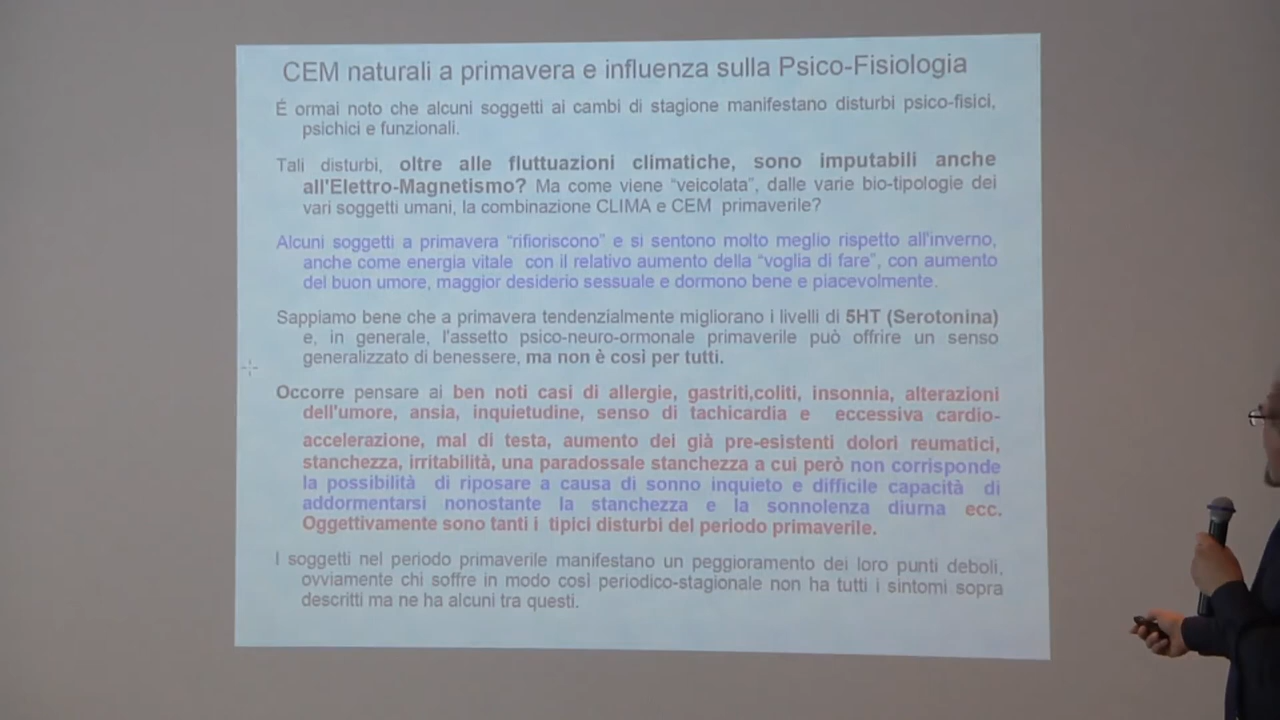 CEM naturali a primavera e influenza sulla Psico-Fisiologia
É ormai noto che alcuni soggetti ai cambi di stagione manifestano disturbi psico-fisici,
psichici e funzionali.
Tali disturbi, oltre alle fluttuazioni climatiche, sono imputabili anche
all'Elettro-Magnetismo? Ma come viene “veicolata”, dalle varie bio-tipologie dei
vari soggetti umani, la combinazione CLIMA e CEM primaverile?
Alcuni soggetti a primavera “rifioriscono” e si sentono molto meglio rispetto all'inverno,
anche come energia vitale con il relativo aumento della “voglia di fare”, con aumento
del buon umore, maggior desiderio sessuale e dormono bene e piacevolmente.
Sappiamo bene che a primavera tendenzialmente migliorano i livelli di 5HT (Serotonina)
e, in generale, l'assetto psico-neuro-ormonale primaverile può offrire un senso
generalizzato di benessere, ma non è così per tutti.
Occorre pensare ai ben noti casi di allergie, gastriti,coliti, insonnia, alterazioni
dell'umore, ansia, inquietudine, senso di tachicardia e eccessiva cardio-
accelerazione, mal di testa, aumento dei già pre-esistenti dolori reumatici,
stanchezza, irritabilità, una paradossale stanchezza a cui però non corrisponde
la possibilità di riposare a causa di sonno inquieto e difficile capacità di
addormentarsi nonostante la stanchezza e la sonnolenza diurna ecc.
Oggettivamente sono tanti i tipici disturbi del periodo primaverile.
I soggetti nel periodo primaverile manifestano un peggioramento dei loro punti deboli,
ovviamente chi soffre in modo così periodico-stagionale non ha tutti i sintomi sopra
descritti ma ne ha alcuni tra questi.